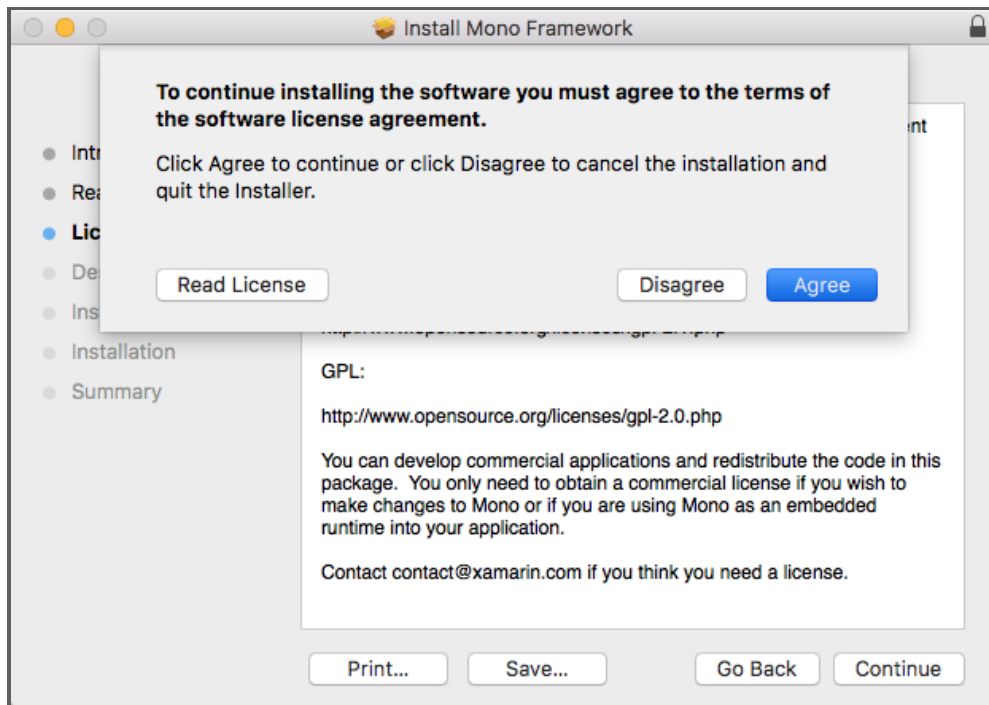 Install Mono Framework
To continue installing the software you must agree to the terms of
the software license agreement.
Click Agree to continue or click Disagree to cancel the installation and
quit the Installer.
Read License
Disagree
Agree
Installation
Summary
GPL:
http://www.opensource.org/licenses/gpl-2.0.php
You can develop commercial applications and redistribute the code in this
package. You only need to obtain a commercial license if you wish to
make changes to Mono or if you are using Mono as an embedded
runtime into your application.
Contact contact@xamarin.com if you think you need a license.
Print...
Save...
Go Back
Continue